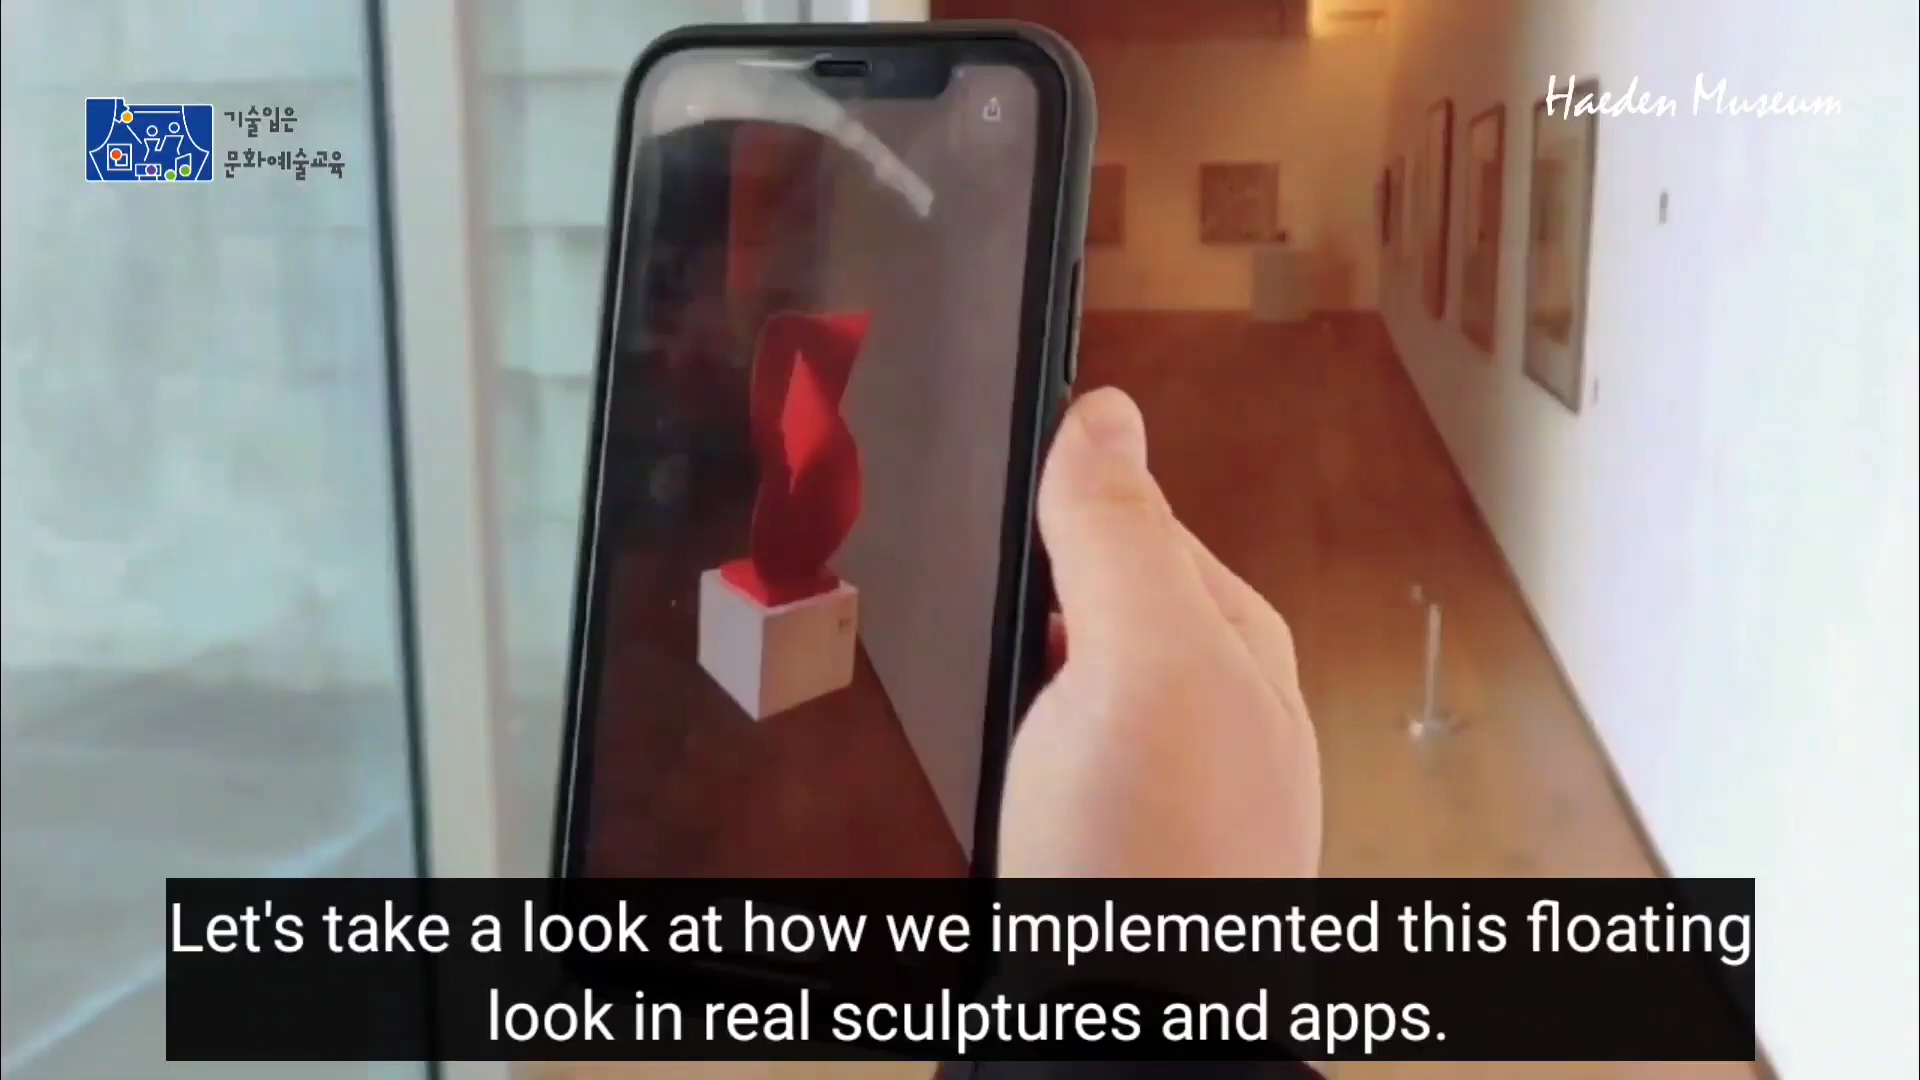 기술입은
문화예술교육
Haeden Museum
Let's take a look at how we implemented this floating
look in real sculptures and apps.